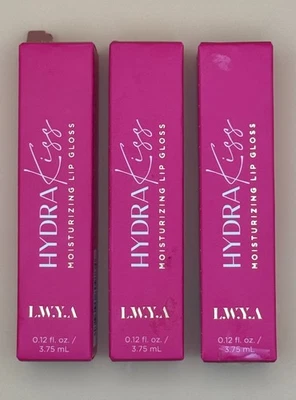 HYDRA Kiss
MOISTURIZING LIP GLOSS
I.W.Y.A
0.12 fl. oz. /
3.75 mL
HYDRA Kiss
MOISTURIZING LIP GLOSS
I.W.Y.A
0.12 fl. oz. /
3.75 mL
HYDRA Kiss
MOISTURIZING LIP GLOSS
I.W.Y.A
0.12 fl. oz. /
3.75 mL